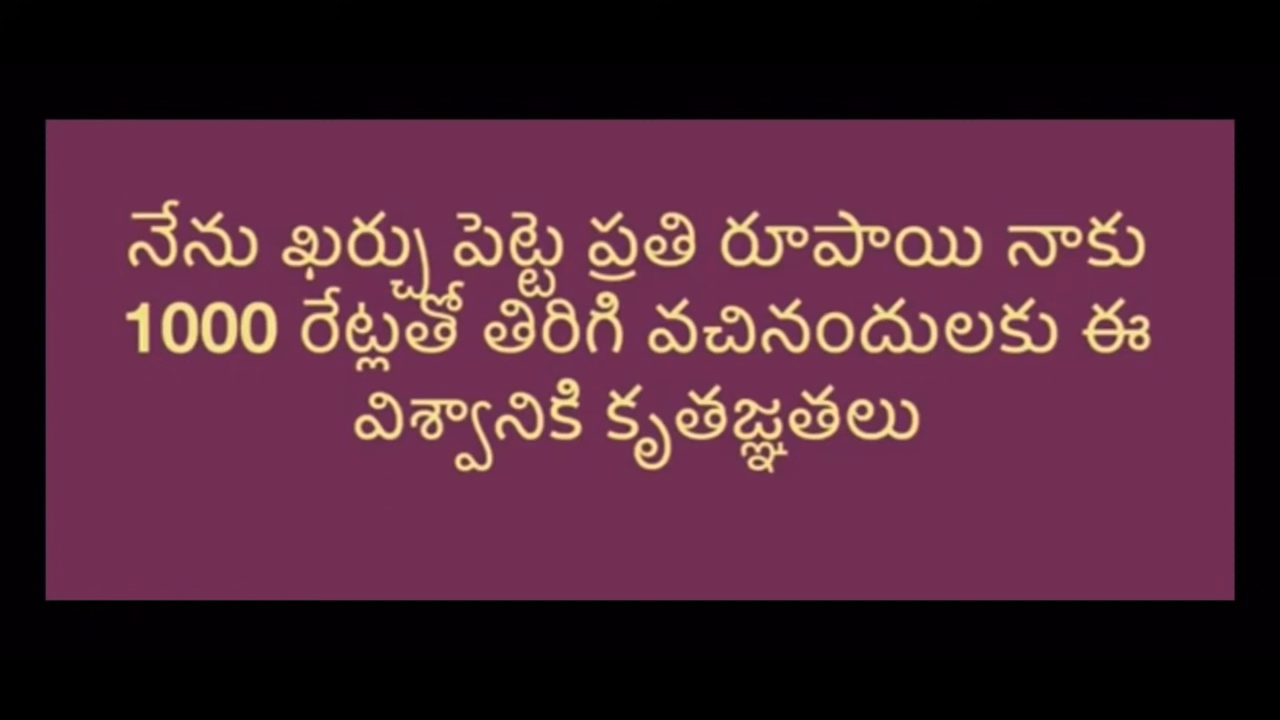 నేను ఖర్చు పెట్టె ప్రతి రూపాయి నాకు
1000 రేట్లతో తిరిగి వచినందులకు ఈ
విశ్వానికి కృతజ్ఞతలు